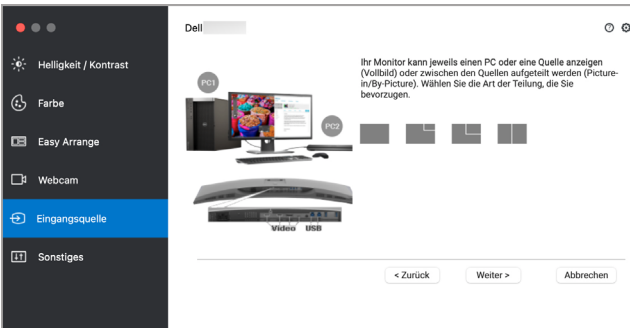 Dell
Helligkeit / Kontrast
Farbe
Easy Arrange
Webcam
Eingangsquelle
Sonstiges
PC1
PC2
Video USB
Ihr Monitor kann jeweils einen PC oder eine Quelle anzeigen
(Vollbild) oder zwischen den Quellen aufgeteilt werden (Picture-
in/By-Picture). Wählen Sie die Art der Teilung, die Sie
bevorzugen.
< Zurück
Weiter >
Abbrechen